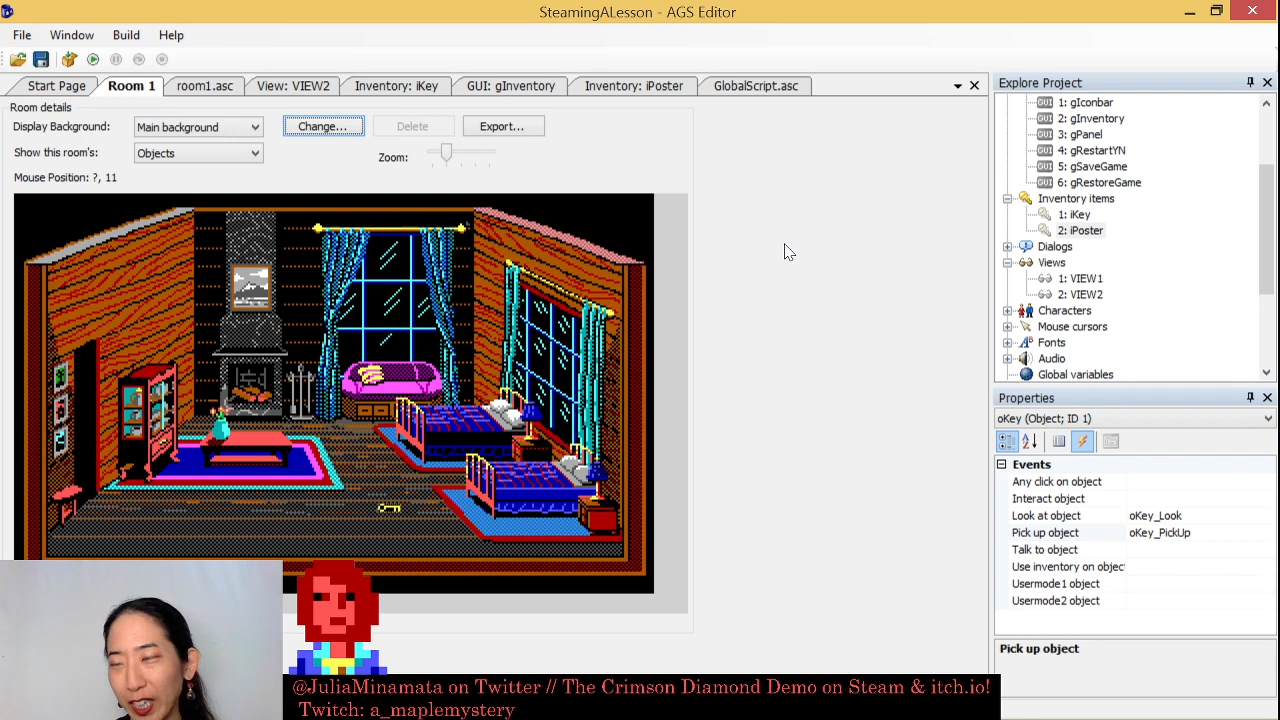 SteamingALesson - AGS Editor
File Window Build Help
Start Page Room 1 room1.asc View: VIEW2 Inventory: iKey GUI: gInventory Inventory: iPoster GlobalScript.asc
Room details
Display Background: Main background Change... Delete Export...
Show this room's: Objects Zoom:
Mouse Position: ?, 11
Explore Project
GUI 1: gIconbar
GUI 2: gInventory
GUI 3: gPanel
GUI 4: gRestartYN
GUI 5: gSaveGame
GUI 6: gRestoreGame
Inventory items
1: iKey
2: iPoster
Dialogs
Views
1: VIEW1
2: VIEW2
Characters
Mouse cursors
Fonts
Audio
Global variables
Properties
oKey (Object; ID 1)
Events
Any click on object
Interact object
Look at object oKey_Look
Pick up object oKey_PickUp
Talk to object
Use inventory on object
Usermode1 object
Usermode2 object
Pick up object
@JuliaMinamata on Twitter // The Crimson Diamond Demo on Steam & itch.io!
Twitch: a_maplemystery